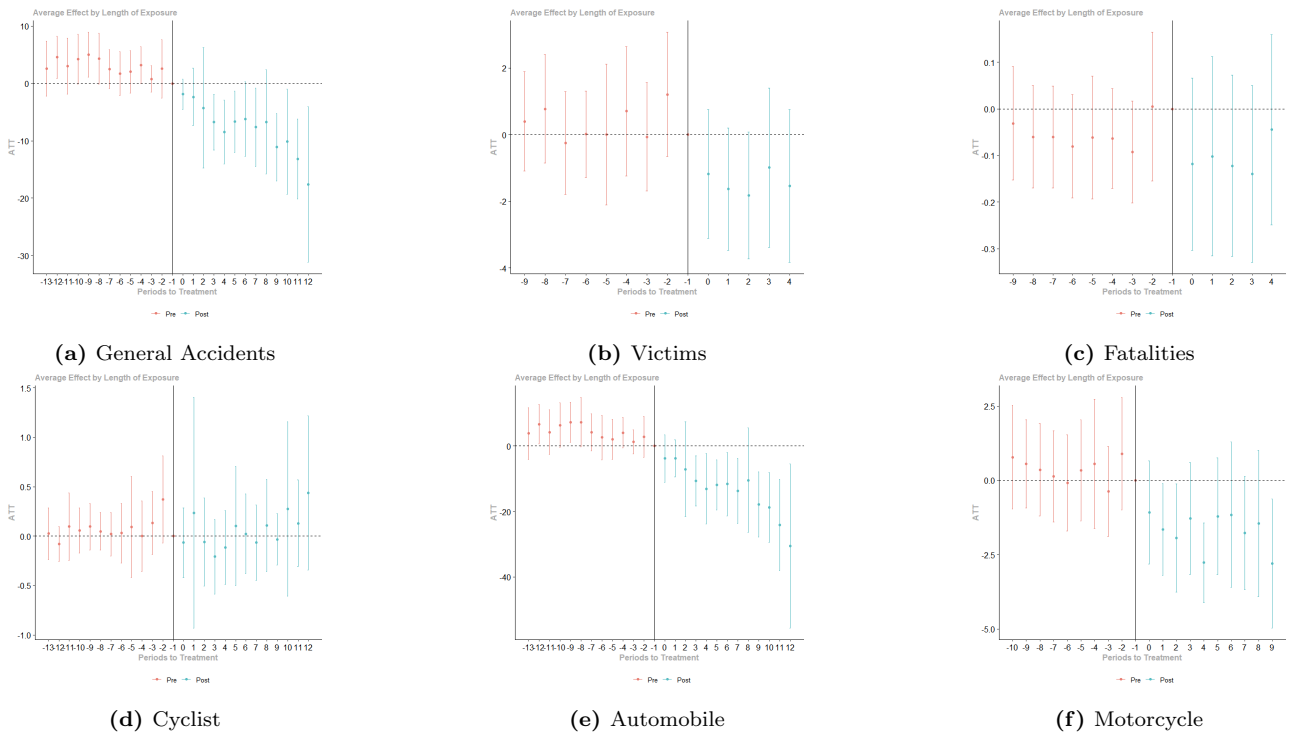 Average Effect by Length of Exposure
10
0
-10
-20
-30
ATT
-13 -12 -11 -10 -9 -8 -7 -6 -5 -4 -3 -2 -1 0 1 2 3 4 5 6 7 8 9 10 11 12
Periods to Treatment
Pre Post
(a) General Accidents
2
0
-2
-4
ATT
-9 -8 -7 -6 -5 -4 -3 -2 -1 0 1 2 3 4
Periods to Treatment
Pre Post
(b) Victims
Average Effect by Length of Exposure
0.1
0.0
-0.1
-0.2
-0.3
ATT
-9 -8 -7 -6 -5 -4 -3 -2 -1 0 1 2 3 4
Periods to Treatment
Pre Post
(c) Fatalities
Average Effect by Length of Exposure
1.5
1.0
0.5
0.0
-0.5
-1.0
ATT
-13 -12 -11 -10 -9 -8 -7 -6 -5 -4 -3 -2 -1 0 1 2 3 4 5 6 7 8 9 10 11 12
Periods to Treatment
Pre Post
(d) Cyclist
Average Effect by Length of Exposure
0
-20
-40
ATT
-13 -12 -11 -10 -9 -8 -7 -6 -5 -4 -3 -2 -1 0 1 2 3 4 5 6 7 8 9 10 11 12
Periods to Treatment
Pre Post
(e) Automobile
Average Effect by Length of Exposure
2.5
0.0
-2.5
-5.0
ATT
-10 -9 -8 -7 -6 -5 -4 -3 -2 -1 0 1 2 3 4 5 6 7 8 9
Periods to Treatment
Pre Post
(f) Motorcycle